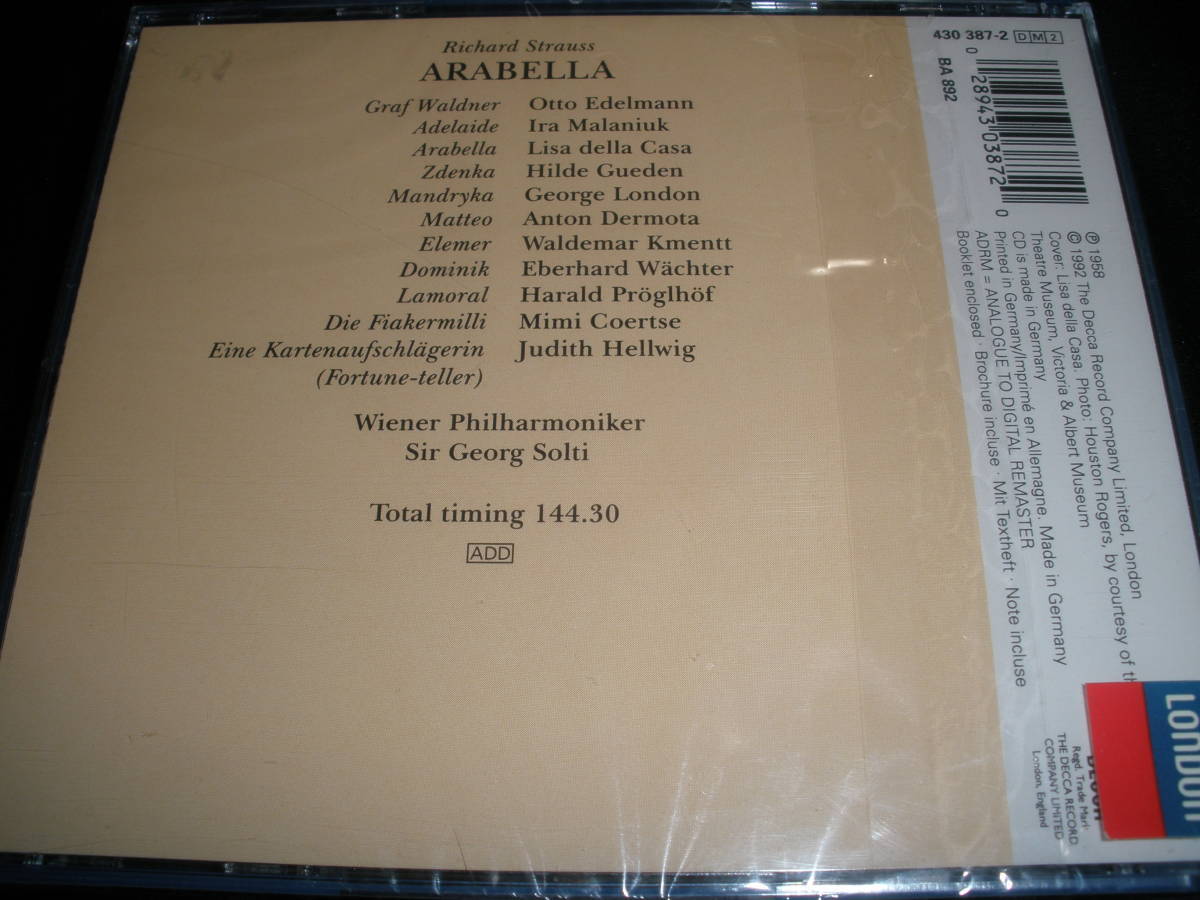 Richard Strauss
ARABELLA
Graf Waldner Otto Edelmann
Adelaide Ira Malaniuk
Arabella Lisa della Casa
Zdenka Hilde Gueden
Mandryka George London
Matteo Anton Dermota
Elemer Waldemar Kmentt
Dominik Eberhard Wächter
Lamoral Harald Pröglhöf
Die Fiakermilli Mimi Coertse
Eine Kartenaufschlägerin Judith Hellwig
(Fortune-teller)
Wiener Philharmoniker
Sir Georg Solti
Total timing 144.30
ADD
430 387-2 DM2
BA 892
0 28943 03872 0
℗ 1958
© 1992 The Decca Record Company Limited, London
Cover: Lisa della Casa. Photo: Houston Rogers, by courtesy of
Theatre Museum, Victoria & Albert Museum
CD is made in Germany
Printed in Germany/Imprimé en Allemagne. Made in Germany
ADRM = ANALOGUE TO DIGITAL REMASTER
Booklet enclosed · Brochure incluse · Mit Textheft · Note incluse
LONDON
Regd. Trade Mark
THE DECCA RECORD
COMPANY LIMITED
London, England